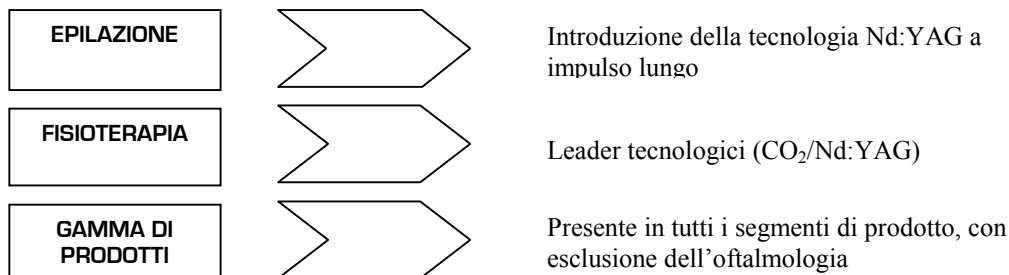 EPILAZIONE
Introduzione della tecnologia Nd:YAG a
impulso lungo
FISIOTERAPIA
Leader tecnologici (CO₂/Nd:YAG)
GAMMA DI
PRODOTTI
Presente in tutti i segmenti di prodotto, con
esclusione dell’oftalmologia